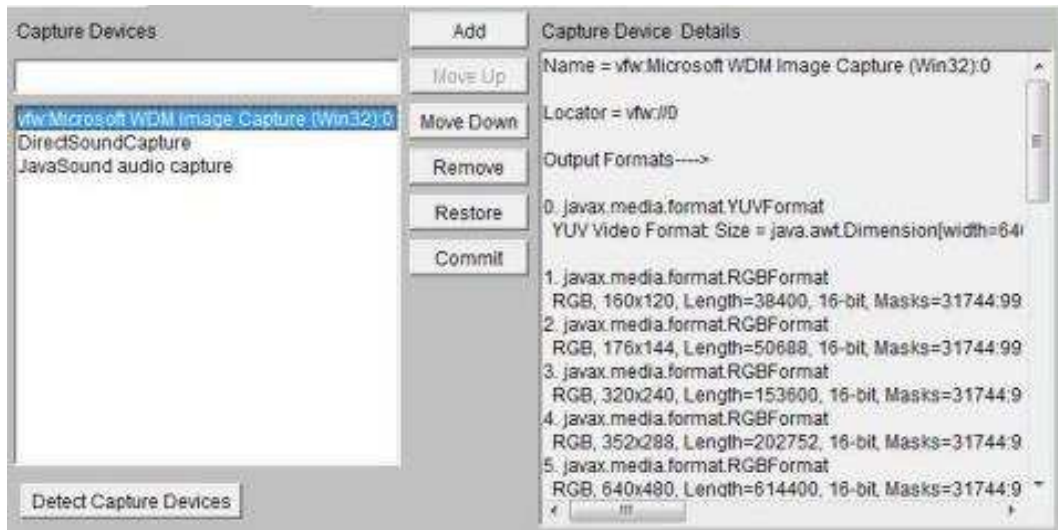 Capture Devices
vfw:Microsoft WDM Image Capture (Win32):0
DirectSoundCapture
JavaSound audio capture
Detect Capture Devices
Add
Move Up
Move Down
Remove
Restore
Commit
Capture Device Details
Name = vfw:Microsoft WDM Image Capture (Win32):0
Locator = vfw://0
Output Formats---->
0. javax.media.format.YUVFormat
YUV Video Format: Size = java.awt.Dimension[width=64
1. javax.media.format.RGBFormat
RGB, 160x120, Length=38400, 16-bit, Masks=31744:99
2. javax.media.format.RGBFormat
RGB, 176x144, Length=50688, 16-bit, Masks=31744:99
3. javax.media.format.RGBFormat
RGB, 320x240, Length=153600, 16-bit, Masks=31744:9
4. javax.media.format.RGBFormat
RGB, 352x288, Length=202752, 16-bit, Masks=31744:9
5. javax.media.format.RGBFormat
RGB, 640x480, Length=614400, 16-bit, Masks=31744:9